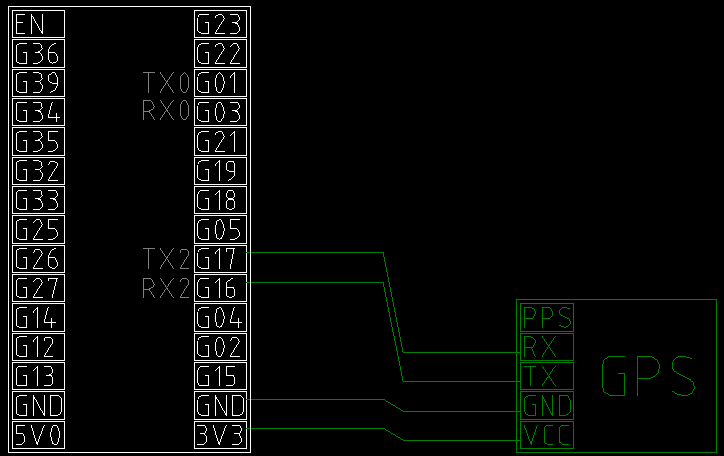 EN G23
G36 G22
G39 TX0 G01
G34 RX0 G03
G35 G21
G32 G19
G33 G18
G25 G05
G26 TX2 G17
G27 RX2 G16
G14 G04
G12 G02
G13 G15
GND GND
5V0 3V3
PPS
RX
TX
GND
VCC
GPS